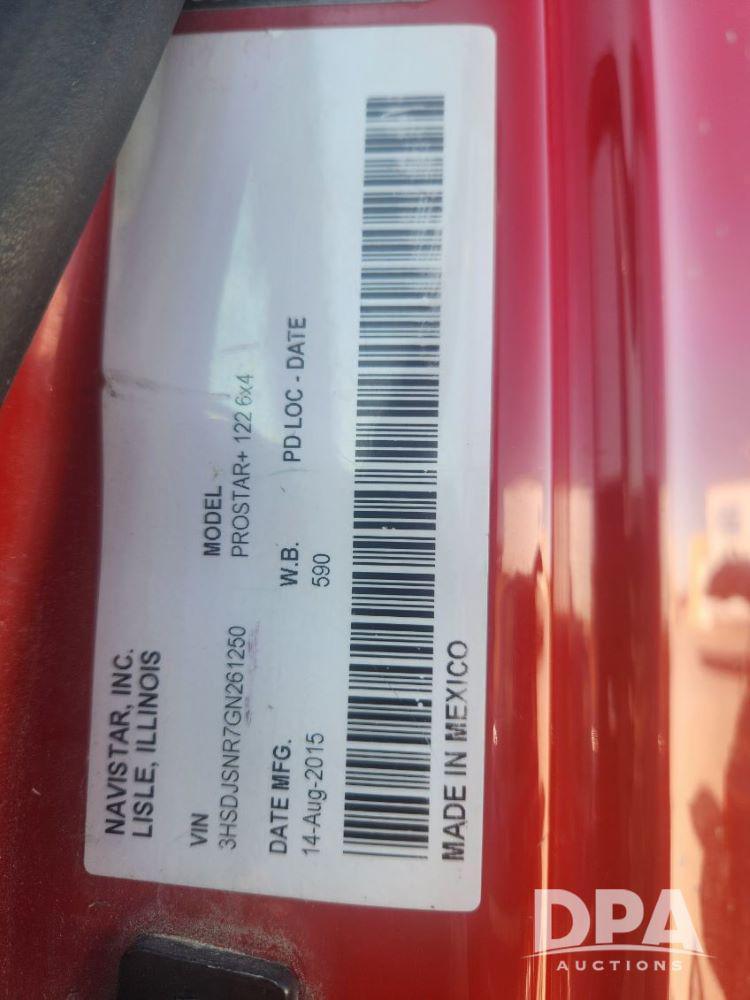 NAVISTAR, INC.
LISLE, ILLINOIS
VIN MODEL
3HSDJSNR7GN261250 PROSTAR+ 122 6x4
DATE MFG. W.B. PD LOC - DATE
14-Aug-2015 590
MADE IN MEXICO
DPA
AUCTIONS